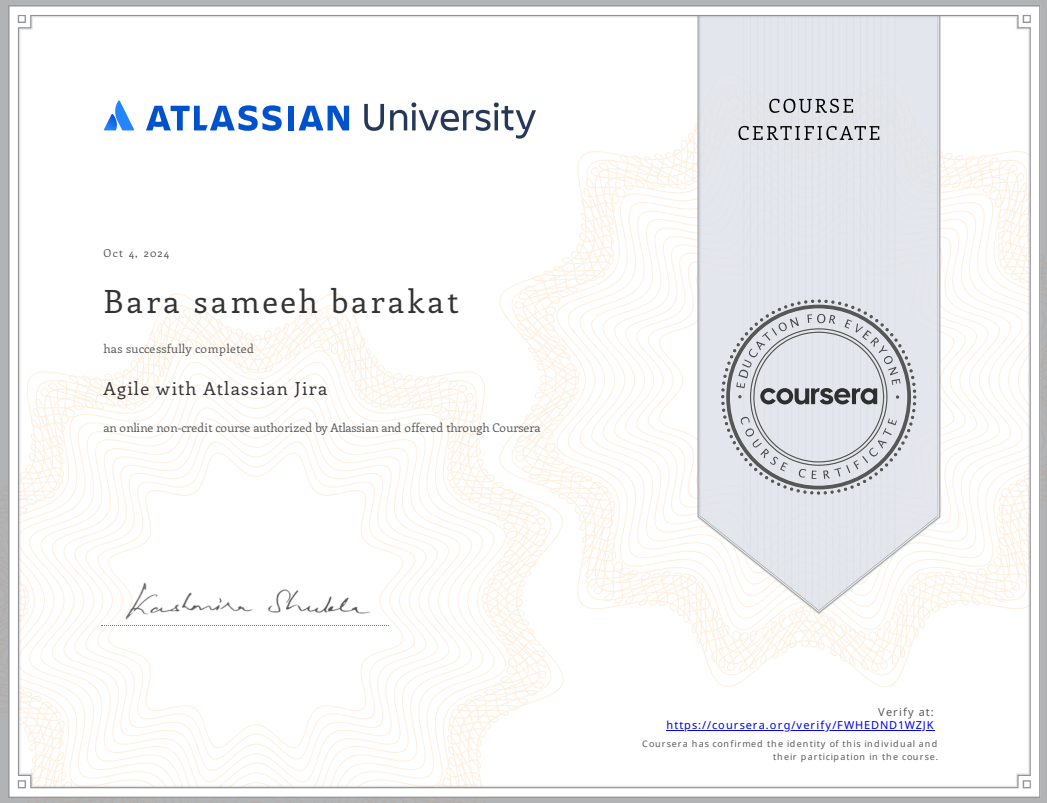 ATLASSIAN University
COURSE
CERTIFICATE
Oct 4, 2024
Bara sameeh barakat
has successfully completed
Agile with Atlassian Jira
an online non-credit course authorized by Atlassian and offered through Coursera
EDUCATION FOR EVERYONE
coursera
COURSE CERTIFICATE
Kashmira Shukla
Verify at:
https://coursera.org/verify/FWHEDND1WZJK
Coursera has confirmed the identity of this individual and
their participation in the course.